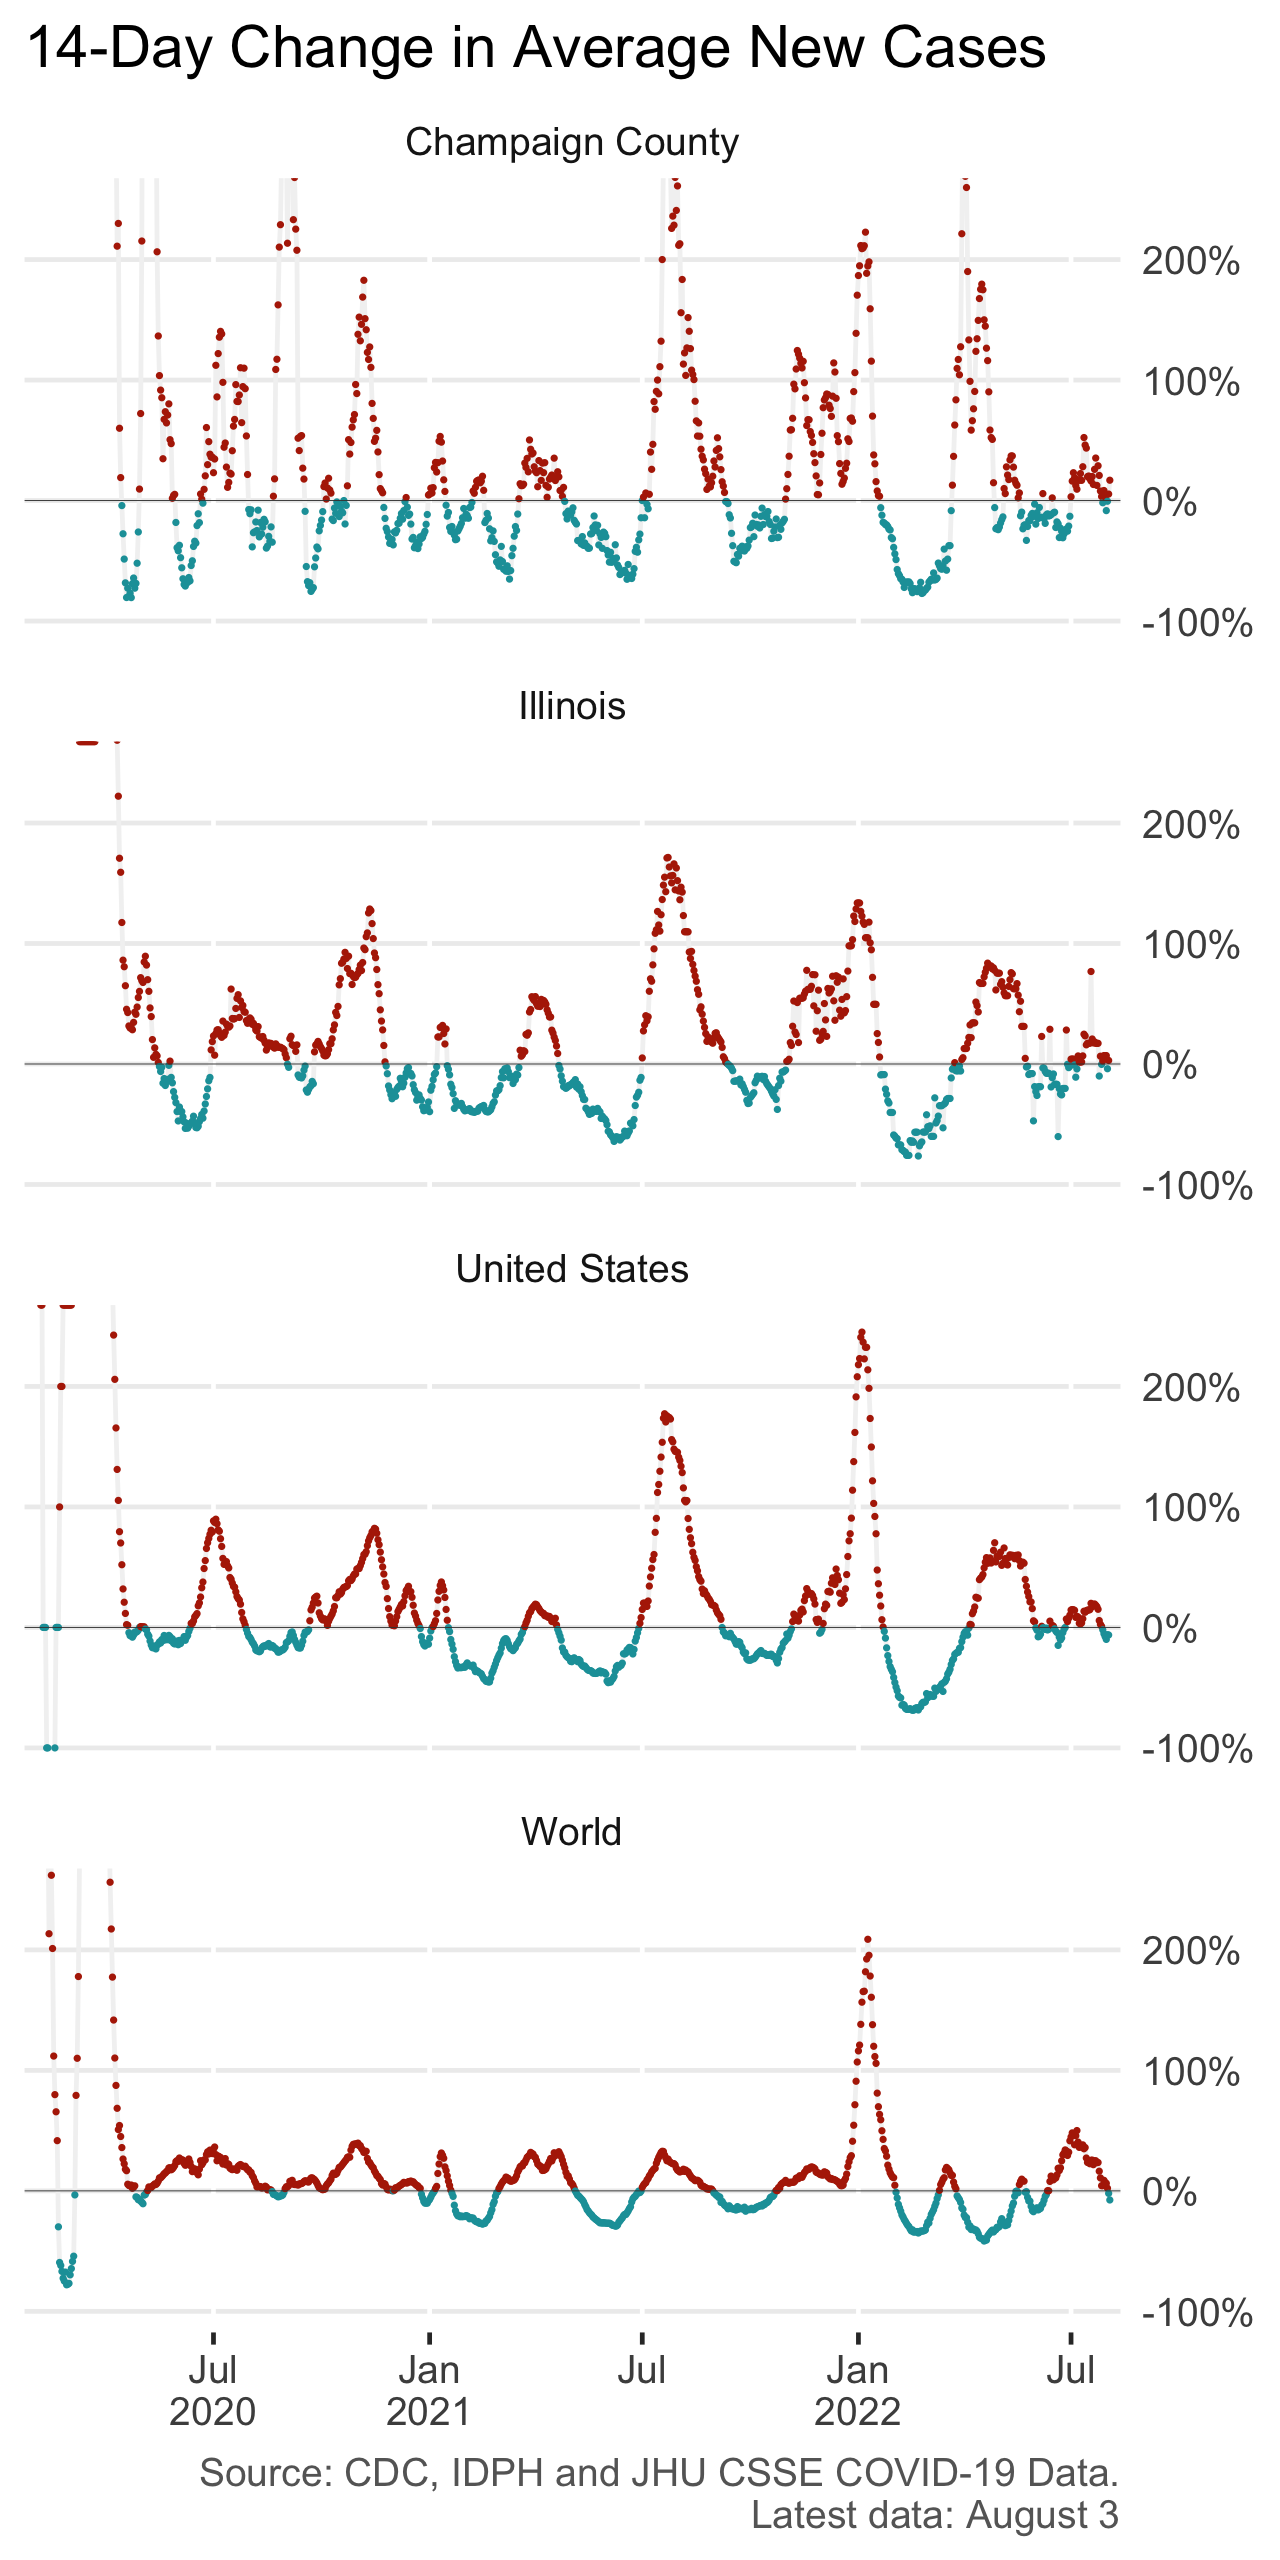 14-Day Change in Average New Cases
Champaign County
200%
100%
0%
-100%
Illinois
200%
100%
0%
-100%
United States
200%
100%
0%
-100%
World
200%
100%
0%
-100%
Jul Jan Jul Jan Jul
2020 2021 2022
Source: CDC, IDPH and JHU CSSE COVID-19 Data.
Latest data: August 3